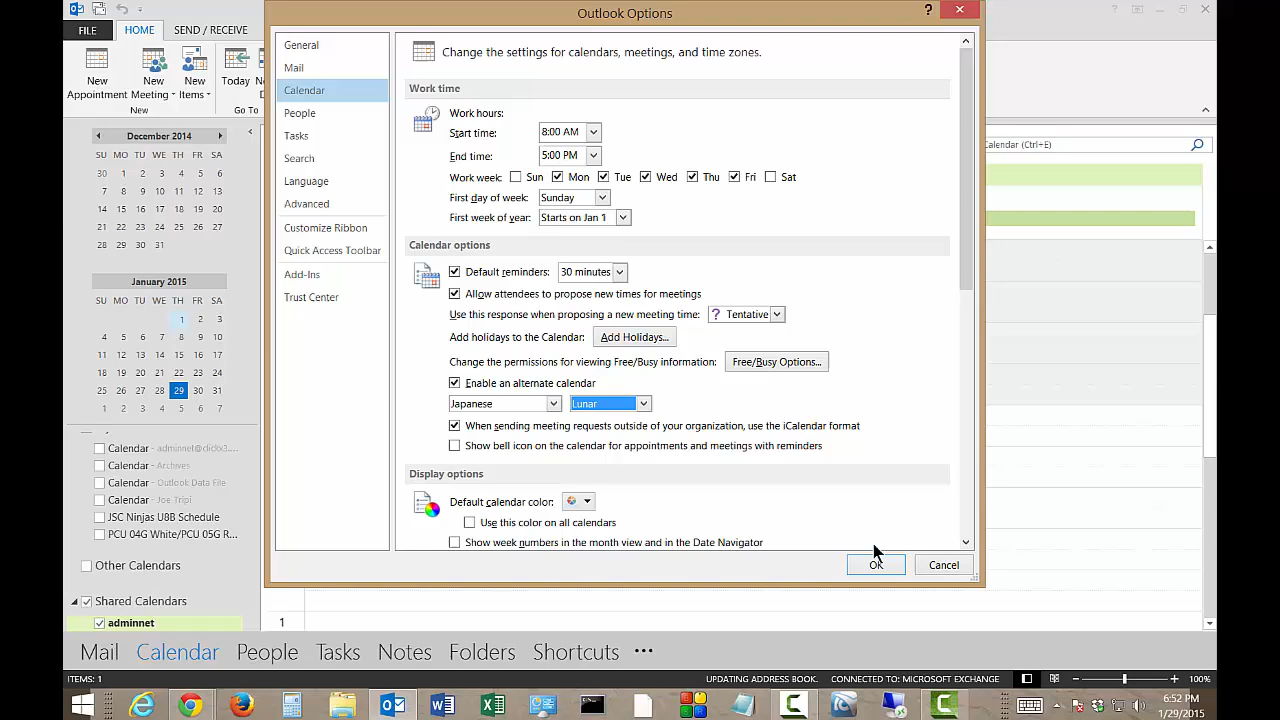 Outlook Options
?
FILE HOME SEND / RECEIVE
New Appointment
New Meeting
New Items
Today
New
Go To
December 2014
SU MO TU WE TH FR SA
30 1 2 3 4 5 6
7 8 9 10 11 12 13
14 15 16 17 18 19 20
21 22 23 24 25 26 27
28 29 30 31
January 2015
SU MO TU WE TH FR SA
1 2 3
4 5 6 7 8 9 10
11 12 13 14 15 16 17
18 19 20 21 22 23 24
25 26 27 28 29 30 31
1 2 3 4 5 6 7
Calendar - adminnet@clictx3....
Calendar - Archives
Calendar - Outlook Data File
Calendar - Joe Tripi
JSC Ninjas U8B Schedule
PCU 04G White/PCU 05G R...
Other Calendars
Shared Calendars
adminnet
General
Mail
Calendar
People
Tasks
Search
Language
Advanced
Customize Ribbon
Quick Access Toolbar
Add-Ins
Trust Center
Change the settings for calendars, meetings, and time zones.
Work time
Work hours:
Start time: 8:00 AM
End time: 5:00 PM
Work week: Sun Mon Tue Wed Thu Fri Sat
First day of week: Sunday
First week of year: Starts on Jan 1
Calendar options
Default reminders: 30 minutes
Allow attendees to propose new times for meetings
Use this response when proposing a new meeting time: ? Tentative
Add holidays to the Calendar: Add Holidays...
Change the permissions for viewing Free/Busy information: Free/Busy Options...
Enable an alternate calendar
Japanese Lunar
When sending meeting requests outside of your organization, use the iCalendar format
Show bell icon on the calendar for appointments and meetings with reminders
Display options
Default calendar color:
Use this color on all calendars
Show week numbers in the month view and in the Date Navigator
OK Cancel
Calendar (Ctrl+E)
1
Mail Calendar People Tasks Notes Folders Shortcuts ...
ITEMS: 1 UPDATING ADDRESS BOOK. CONNECTED TO: MICROSOFT EXCHANGE 100%
6:52 PM
1/29/2015